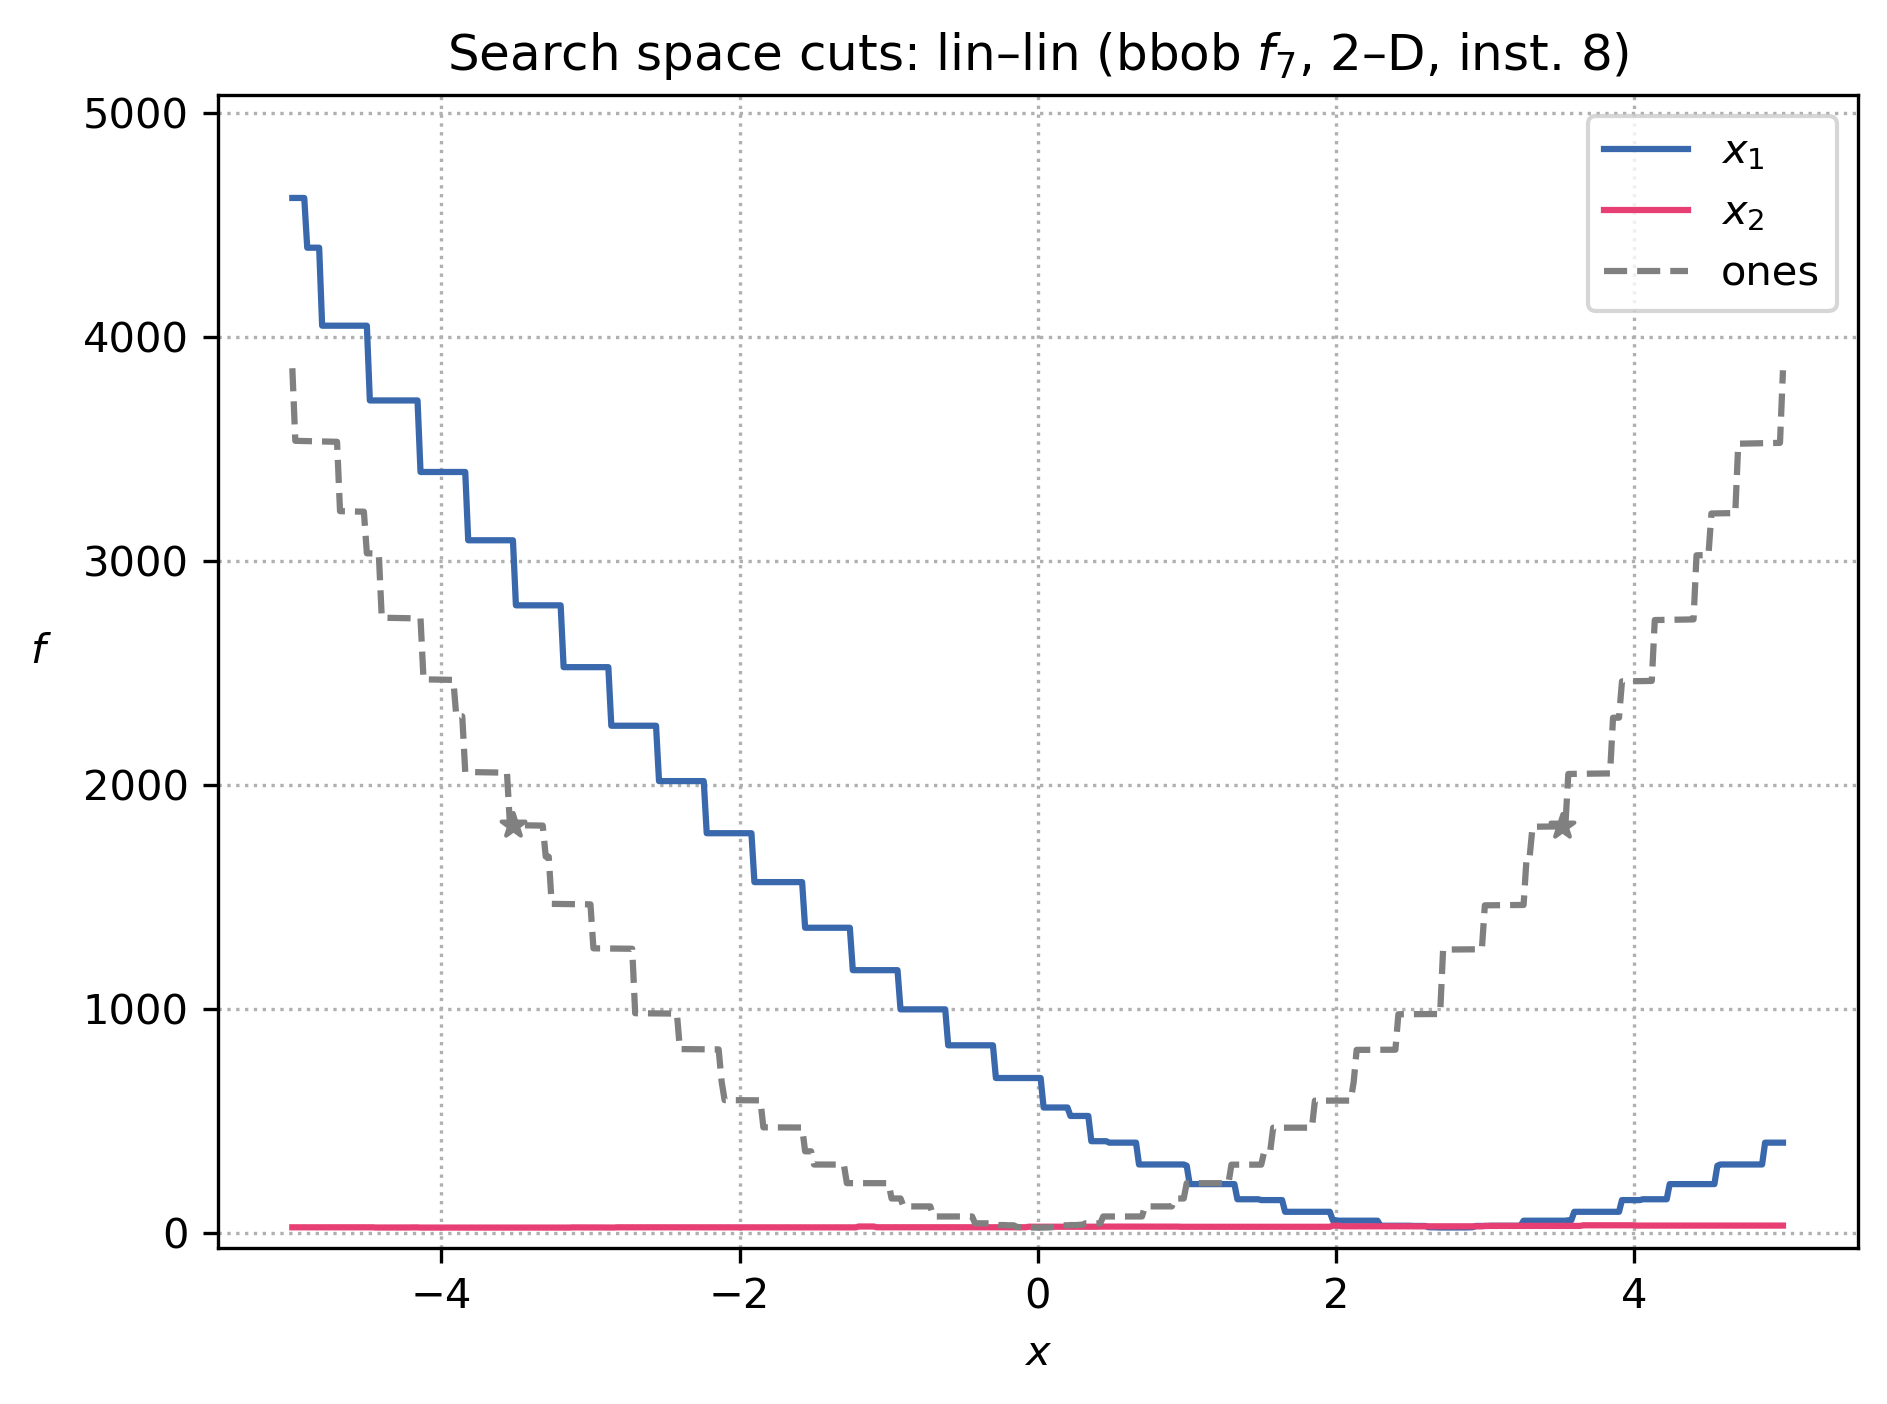 Search space cuts: lin–lin (bbob f₇, 2–D, inst. 8)
5000
4000
3000
2000
1000
0
f
−4
−2
0
2
4
x
x₁
x₂
ones